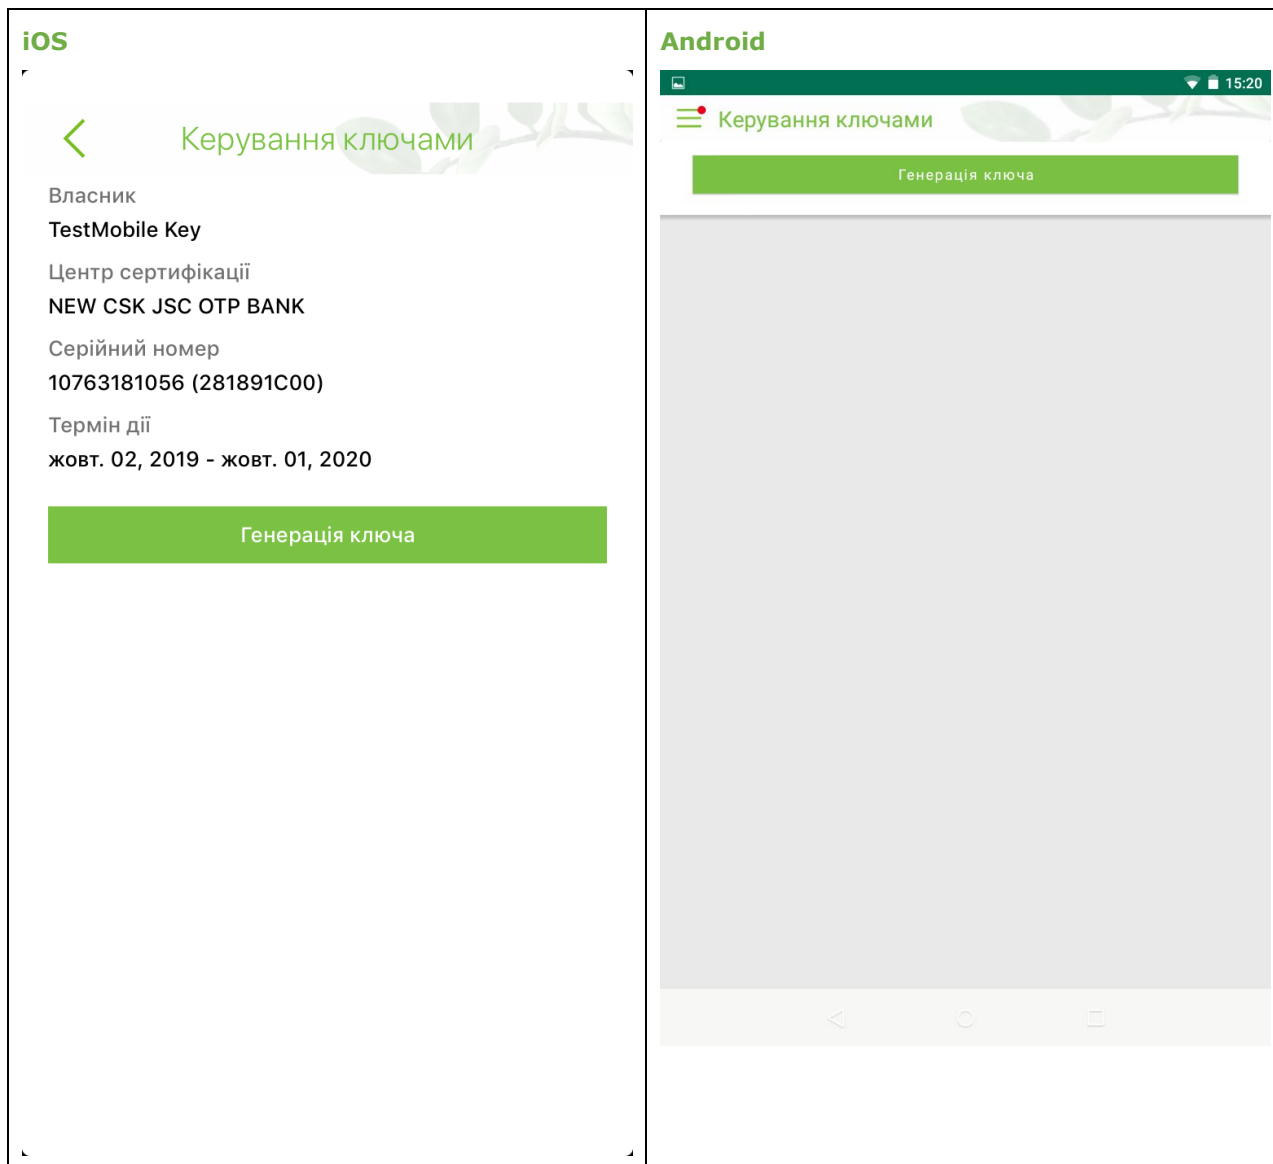 iOS
Керування ключами
Власник
TestMobile Key
Центр сертифікації
NEW CSK JSC OTP BANK
Серійний номер
10763181056 (281891C00)
Термін дії
жовт. 02, 2019 - жовт. 01, 2020
Генерація ключа
Android
15:20
Керування ключами
Генерація ключа